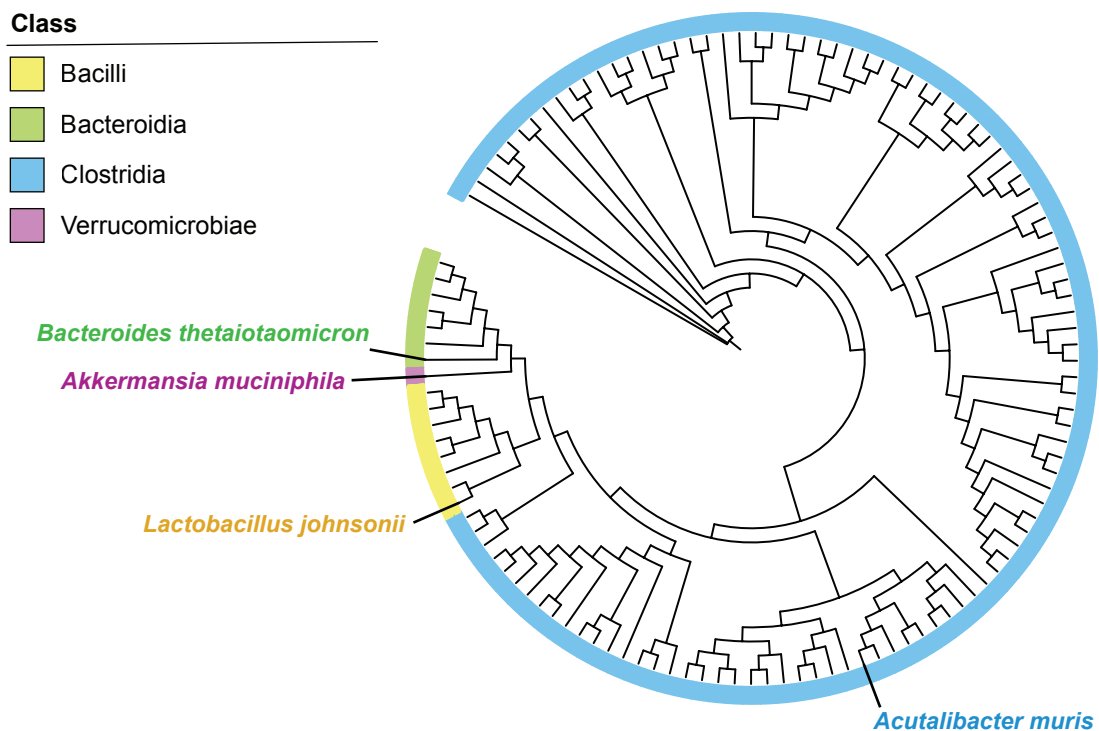 Class
Bacilli
Bacteroidia
Clostridia
Verrucomicrobiae
Bacteroides thetaiotaomicron
Akkermansia muciniphila
Lactobacillus johnsonii
Acutalibacter muris